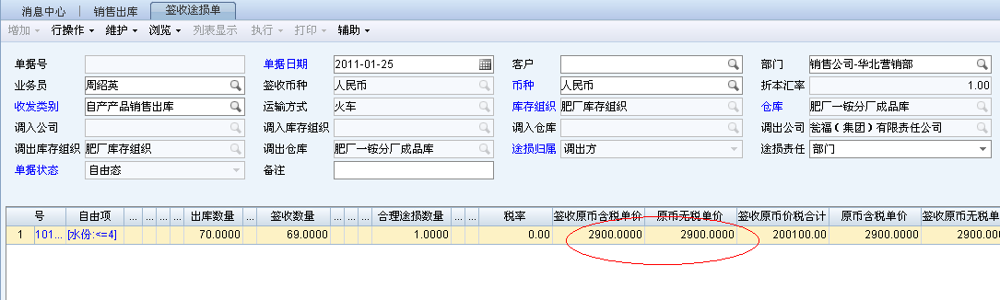 消息中心 | 销售出库 签收途损单
增加 行操作 维护 浏览 列表显示 执行 打印 辅助
单据号 单据日期 2011-01-25 客户 部门 销售公司-华北营销部
业务员 周绍英 签收币种 人民币 币种 人民币 折本汇率 1.00
收发类别 自产产品销售出库 运输方式 火车 库存组织 肥厂库存组织 仓库 肥厂一铵分厂成品库
调入公司 调入库存组织 调入仓库 调出公司 瓮福（集团）有限责任公司
调出库存组织 肥厂库存组织 调出仓库 肥厂一铵分厂成品库 途损归属 调出方 途损责任 部门
单据状态 自由态 备注
号 自由项 ... ... ... ... 出库数量 ... 签收数量 ... ... ... 合理途损数量 ... ... 税率 签收原币含税单价 原币无税单价 签收原币价税合计 原币含税单价 签收原币无税单
1 101... [水份:<=4] 70.0000 69.0000 1.0000 0.00 2900.0000 2900.0000 200100.00 2900.0000 2900.000